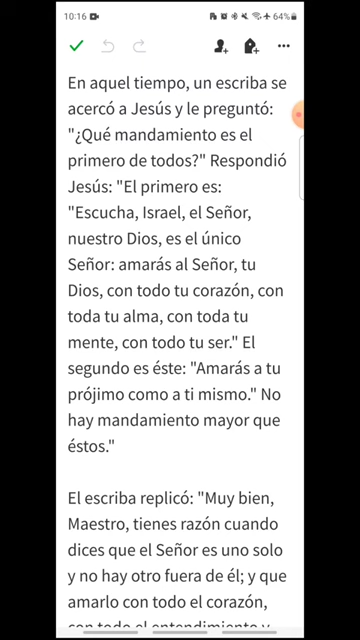 10:16
64%
En aquel tiempo, un escriba se
acercó a Jesús y le preguntó:
"¿Qué mandamiento es el
primero de todos?" Respondió
Jesús: "El primero es:
"Escucha, Israel, el Señor,
nuestro Dios, es el único
Señor: amarás al Señor, tu
Dios, con todo tu corazón, con
toda tu alma, con toda tu
mente, con todo tu ser." El
segundo es éste: "Amarás a tu
prójimo como a ti mismo." No
hay mandamiento mayor que
éstos."
El escriba replicó: "Muy bien,
Maestro, tienes razón cuando
dices que el Señor es uno solo
y no hay otro fuera de él; y que
amarlo con todo el corazón,
con todo el entendimiento y